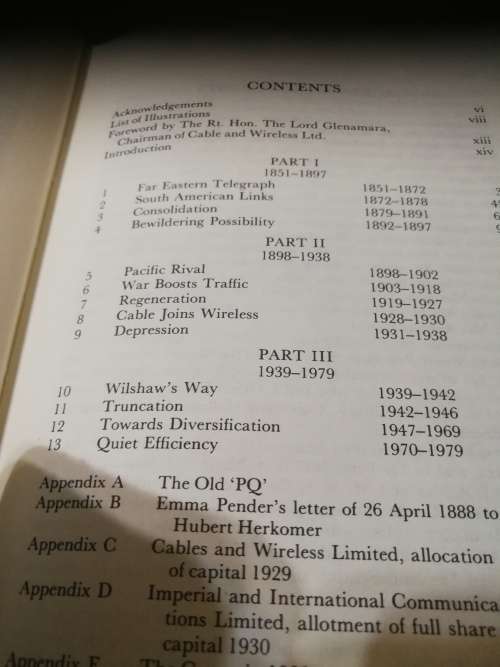 CONTENTS
Acknowledgements vi
List of Illustrations viii
Foreword by The Rt. Hon. The Lord Glenamara,
Chairman of Cable and Wireless Ltd. xiii
Introduction xiv
PART I
1851–1897
1 Far Eastern Telegraph 1851–1872
2 South American Links 1872–1878
3 Consolidation 1879–1891
4 Bewildering Possibility 1892–1897
PART II
1898–1938
5 Pacific Rival 1898–1902
6 War Boosts Traffic 1903–1918
7 Regeneration 1919–1927
8 Cable Joins Wireless 1928–1930
9 Depression 1931–1938
PART III
1939–1979
10 Wilshaw's Way 1939–1942
11 Truncation 1942–1946
12 Towards Diversification 1947–1969
13 Quiet Efficiency 1970–1979
Appendix A The Old 'PQ'
Appendix B Emma Pender's letter of 26 April 1888 to
Hubert Herkomer
Appendix C Cables and Wireless Limited, allocation
of capital 1929
Appendix D Imperial and International Communica
tions Limited, allotment of full share
capital 1930
Appendix